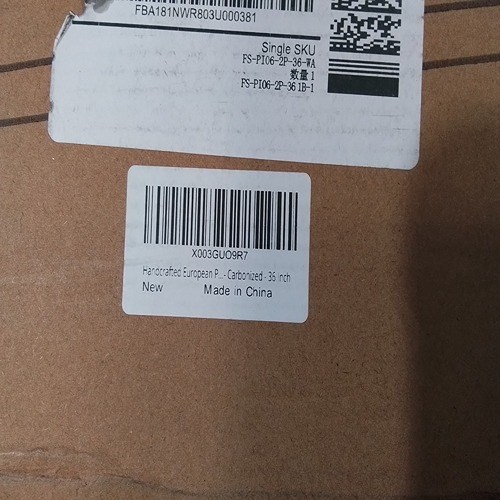 FBA181NWR803U000381
Single SKU
FS-PI06-2P-36-WA
数量 1
FS-PI06-2P-36 1B-1
X003GUO9R7
Handcrafted European P...- Carbonized - 36 inch
New Made in China